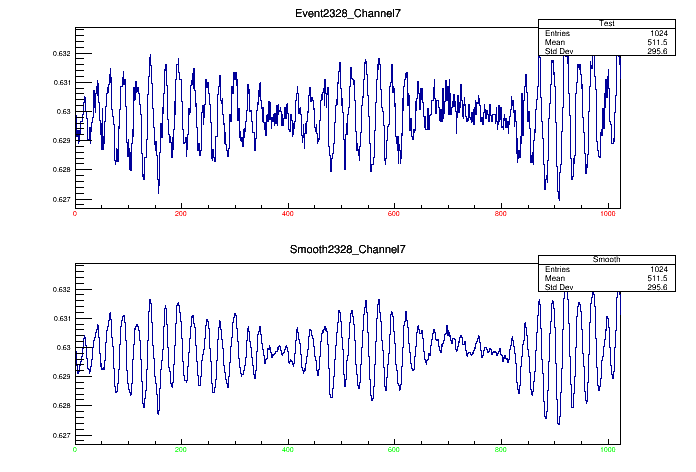 Event2328_Channel7
Test
Entries 1024
Mean 511.5
Std Dev 295.6
0.632
0.631
0.63
0.629
0.628
0.627
0 200 400 600 800 1000
Smooth2328_Channel7
Smooth
Entries 1024
Mean 511.5
Std Dev 295.6
0.632
0.631
0.63
0.629
0.628
0.627
0 200 400 600 800 1000